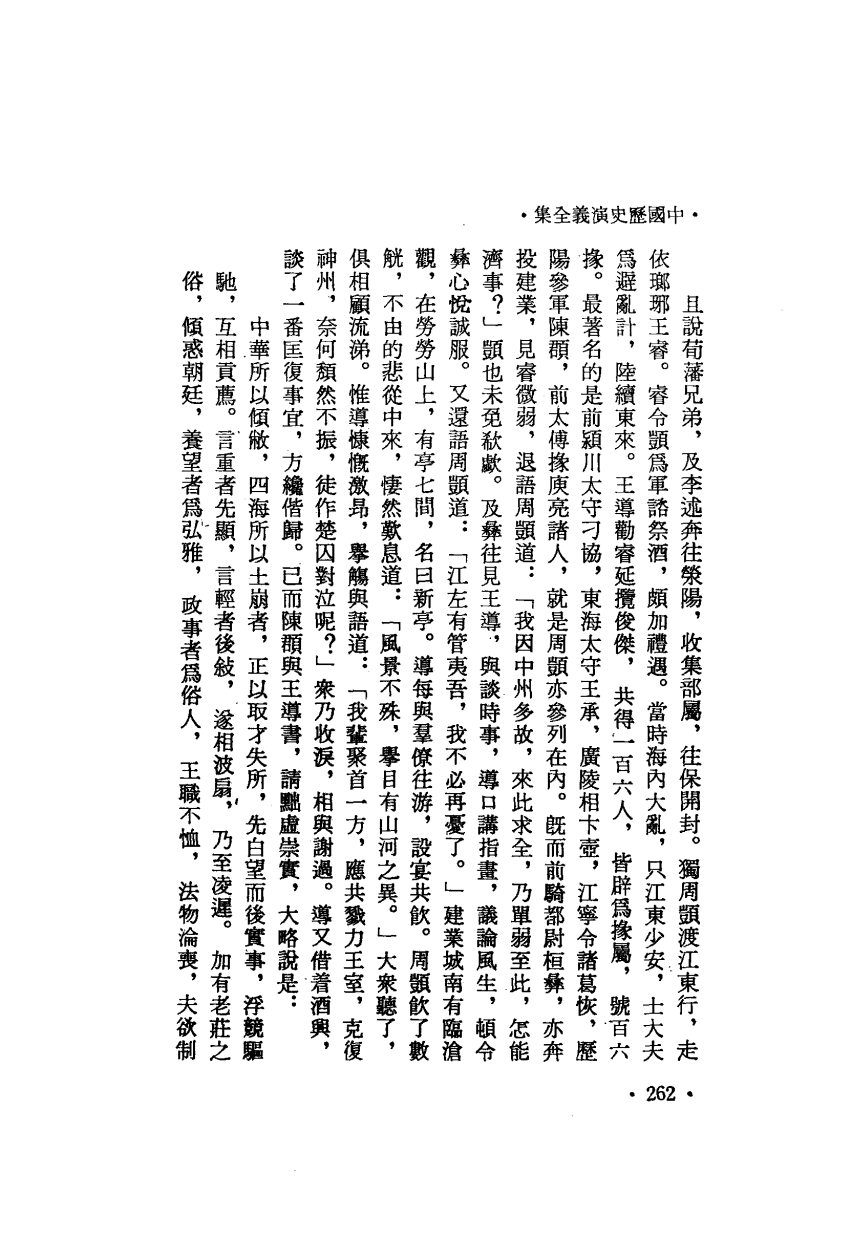 •中國歷史演義全集•
且說荀藩兄弟，及李述奔往滎陽，收集部屬，往保開封。獨周顗渡江東行，走
依瑯琊王睿。睿令顗爲軍諮祭酒，頗加禮遇。當時海內大亂，只江東少安，士大夫
爲避亂計，陸續東來。王導勸睿延攬俊傑，共得一百六人，皆辟爲掾屬，號百六
掾。最著名的是前潁川太守刁協，東海太守王承，廣陵相卞壼，江寧令諸葛恢，歷
陽參軍陳頵，前太傅掾庾亮諸人，就是周顗亦參列在內。旣而前騎都尉桓彝，亦奔
投建業，見睿微弱，退語周顗道：「我因中州多故，來此求全，乃單弱至此，怎能
濟事？」顗也未免欷歔。及彝往見王導，與談時事，導口講指畫，議論風生，頓令
彝心悅誠服。又還語周顗道：「江左有管夷吾，我不必再憂了。」建業城南有臨滄
觀，在勞勞山上，有亭七間，名曰新亭。導每與羣僚往游，設宴共飲。周顗飲了數
觥，不由的悲從中來，悽然歎息道：「風景不殊，舉目有山河之異。」大衆聽了，
俱相顧流涕。惟導慷慨激昂，舉觴與語道：「我輩聚首一方，應共戮力王室，克復
神州，奈何頹然不振，徒作楚囚對泣呢？」衆乃收淚，相與謝過。導又借着酒興，
談了一番匡復事宜，方纔偕歸。已而陳頵與王導書，請黜虛崇實，大略說是：
中華所以傾敝，四海所以土崩者，正以取才失所，先白望而後實事，浮競驅
馳，互相貢薦。言重者先顯，言輕者後敍，遂相波扇，乃至凌遲。加有老莊之
俗，傾惑朝廷，養望者爲弘雅，政事者爲俗人，王職不恤，法物淪喪，夫欲制
•262•